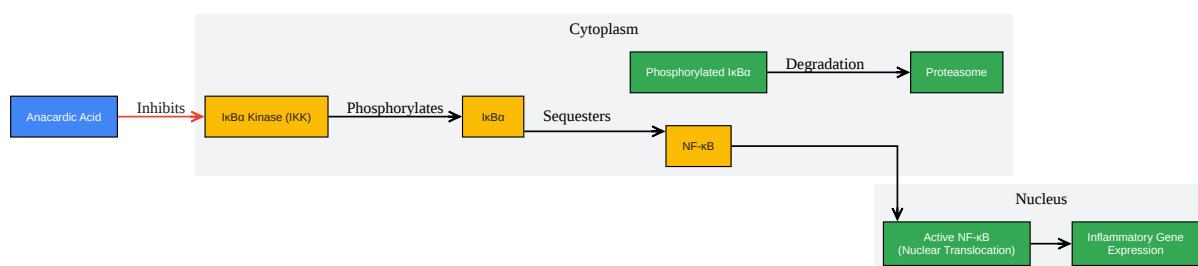 Cytoplasm
Phosphorylated IκBα
Degradation
Proteasome
Anacardic Acid
Inhibits
IκBα Kinase (IKK)
Phosphorylates
IκBα
Sequesters
NF-κB
Nucleus
Active NF-κB
(Nuclear Translocation)
Inflammatory Gene
Expression